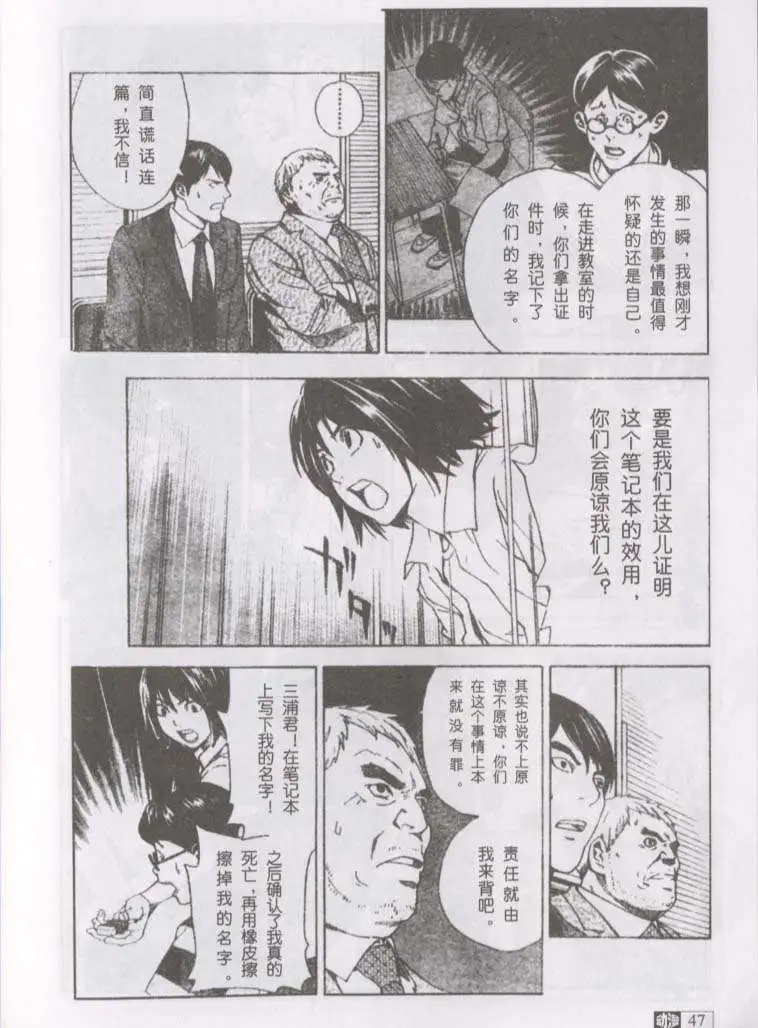 那一瞬，我想刚才
发生的事情最值得
怀疑的还是自己。
在走进教室的时
候，你们拿出证
件时，我记下了
你们的名字。
…………
简直谎话连
篇，我不信！
要是我们在这儿证明
这个笔记本的效用，
你们会原谅我们么？
ガタッ
其实也说不上原
谅不原谅，你们
在这个事情上本
来就没有罪。
责任就由
我来背吧。
三浦君！在笔记本
上写下我的名字！
之后确认了我真的
死亡，再用橡皮擦
擦掉我的名字。
动漫 47